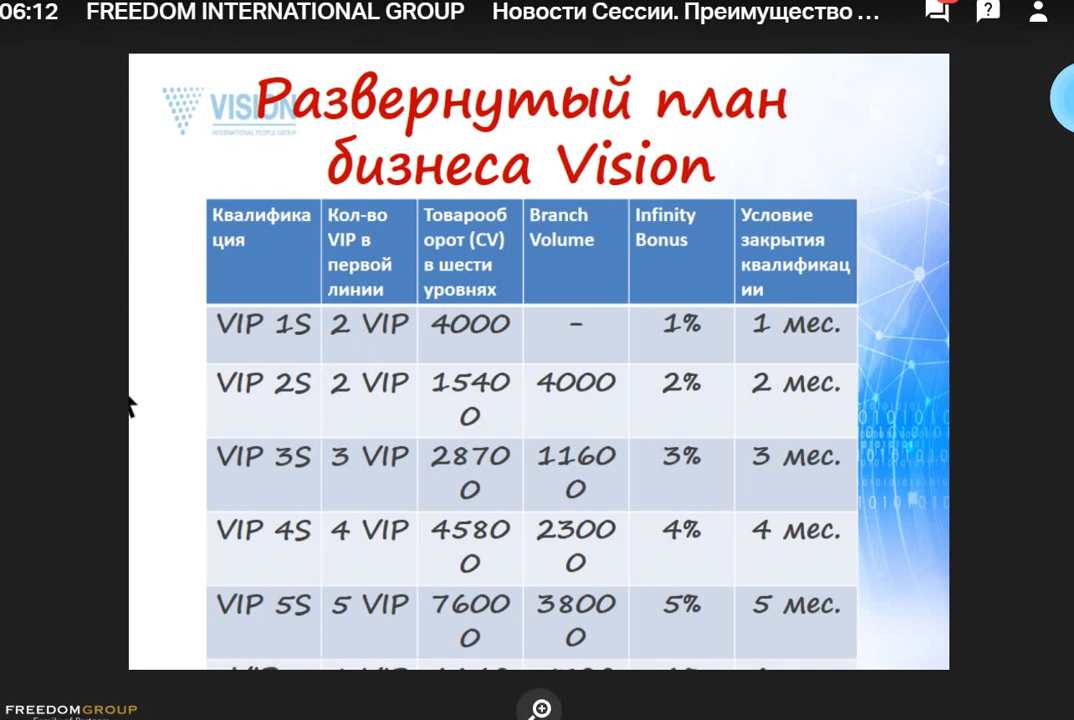 06:12 FREEDOM INTERNATIONAL GROUP Новости Сессии. Преимущество ...
VISION
INTERNATIONAL PEOPLE GROUP
Развернутый план
бизнеса Vision
Квалифика
ция
Кол-во
VIP в
первой
линии
Товарооб
орот (CV)
в шести
уровнях
Branch
Volume
Infinity
Bonus
Условие
закрытия
квалификац
ии
VIP 1S 2 VIP 4000 - 1% 1 мес.
VIP 2S 2 VIP 1540 4000 2% 2 мес.
0
VIP 3S 3 VIP 2870 1160 3% 3 мес.
0 0
VIP 4S 4 VIP 4580 2300 4% 4 мес.
0 0
VIP 5S 5 VIP 7600 3800 5% 5 мес.
0 0
FREEDOMGROUP
Family of Partners